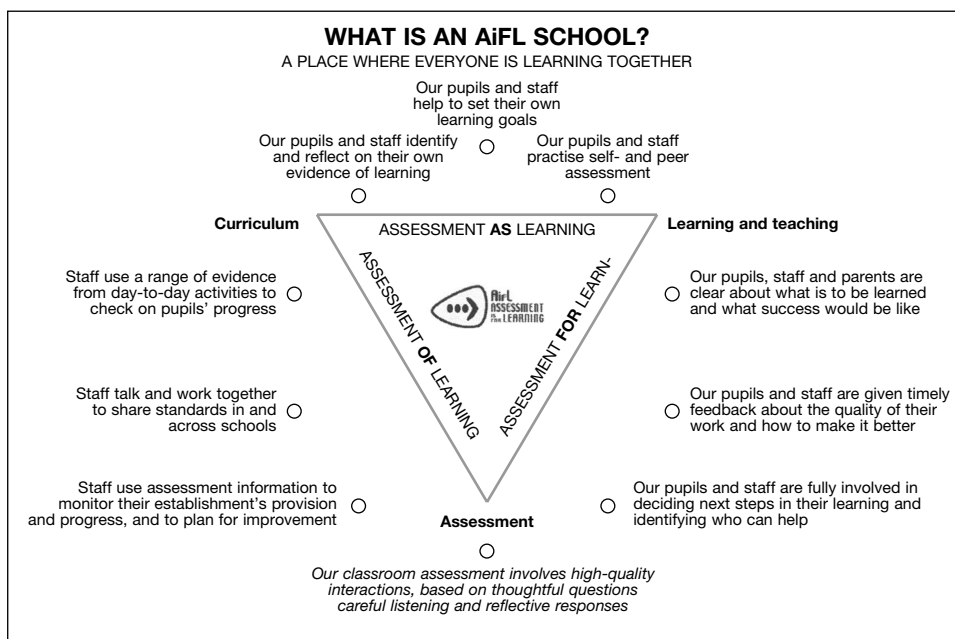 WHAT IS AN AiFL SCHOOL?
A PLACE WHERE EVERYONE IS LEARNING TOGETHER
Our pupils and staff
help to set their own
learning goals
Our pupils and staff identify
and reflect on their own
evidence of learning
Our pupils and staff
practise self- and peer
assessment
Curriculum
Learning and teaching
ASSESSMENT AS LEARNING
ASSESSMENT OF LEARNING
ASSESSMENT FOR LEARN-
AifL
ASSESSMENT
IS
FOR LEARNING
Staff use a range of evidence
from day-to-day activities to
check on pupils' progress
Our pupils, staff and parents are
clear about what is to be learned
and what success would be like
Staff talk and work together
to share standards in and
across schools
Our pupils and staff are given timely
feedback about the quality of their
work and how to make it better
Staff use assessment information to
monitor their establishment's provision
and progress, and to plan for improvement
Our pupils and staff are fully involved in
deciding next steps in their learning and
identifying who can help
Assessment
Our classroom assessment involves high-quality
interactions, based on thoughtful questions
careful listening and reflective responses